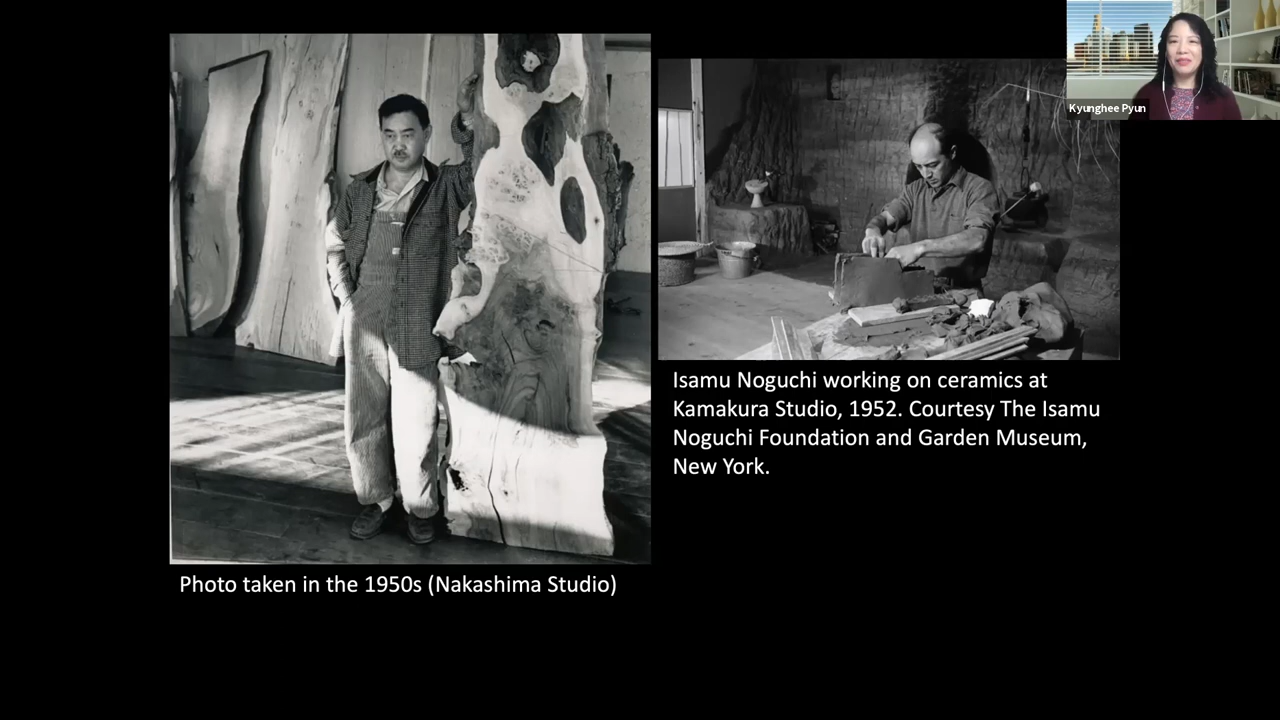 Kyunghee Pyun
Isamu Noguchi working on ceramics at
Kamakura Studio, 1952. Courtesy The Isamu
Noguchi Foundation and Garden Museum,
New York.
Photo taken in the 1950s (Nakashima Studio)